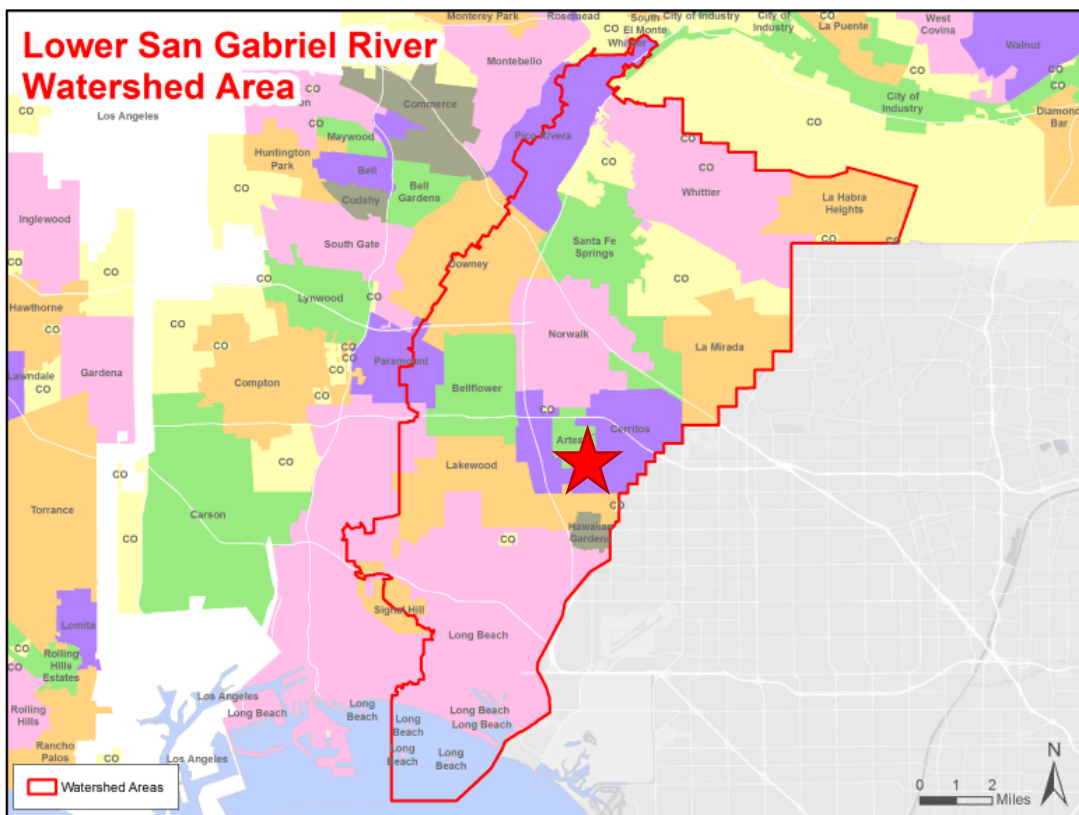 Lower San Gabriel River
Watershed Area
Monterey Park
Rosemead
South
El Monte
City of Industry
City of
Industry
La Puente
West
Covina
Walnut
CO
CO
Montebello
CO
CO
Los Angeles
CO
Commerce
City of
Industry
Diamond
Bar
Maywood
Pico Rivera
CO
CO
Huntington
Park
Bell
CO
CO
Whittier
CO
Cudahy
Bell
Gardens
La Habra
Heights
Inglewood
South Gate
Santa Fe
Springs
CO
CO
CO
Downey
CO
CO
CO
Lynwood
CO
Hawthorne
CO
CO
CO
Norwalk
CO
CO
La Mirada
Paramount
Lawndale
CO
Gardena
Compton
CO
Bellflower
CO
Cerritos
Lakewood
CO
CO
CO
Torrance
Carson
Hawaiian
Gardens
CO
CO
Signal Hill
Lomita
Long Beach
CO
CO
Rolling
Hills
Estates
Los Angeles
Long Beach
Long
Beach
Long Beach
Long Beach
Long
Beach
Rolling
Hills
Rancho
Palos
CO
Los Angeles
Long
Beach
Long
Beach
Watershed Areas
N
0 1 2
Miles